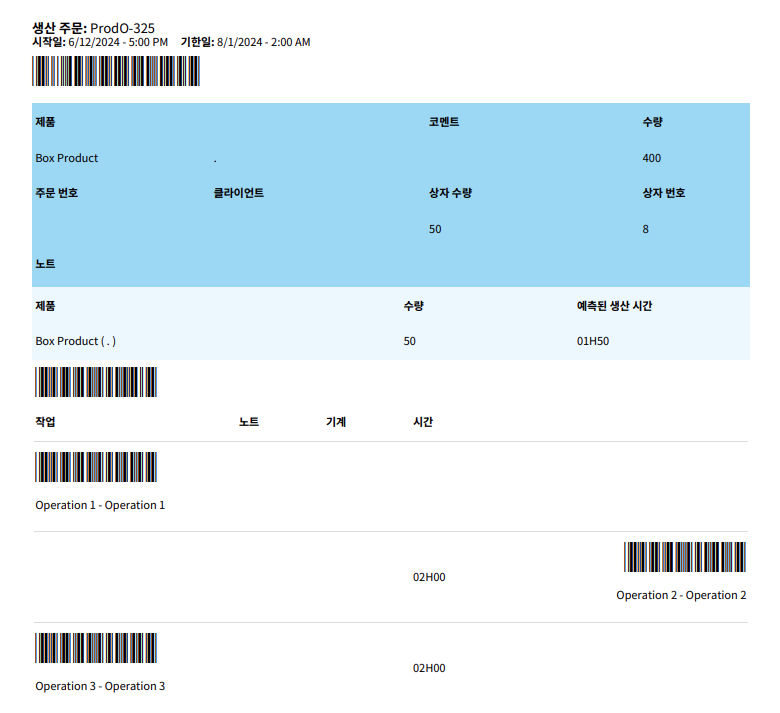 생산 주문: ProdO-325
시작일: 6/12/2024 - 5:00 PM 기한일: 8/1/2024 - 2:00 AM
제품 코멘트 수량
Box Product . 400
주문 번호 클라이언트 상자 수량 상자 번호
50 8
노트
제품 수량 예측된 생산 시간
Box Product ( . ) 50 01H50
작업 노트 기계 시간
Operation 1 - Operation 1
02H00
Operation 2 - Operation 2
02H00
Operation 3 - Operation 3